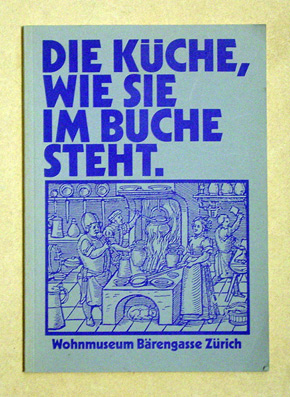 DIE KÜCHE,
WIE SIE
IM BUCHE
STEHT.
Wohnmuseum Bärengasse Zürich